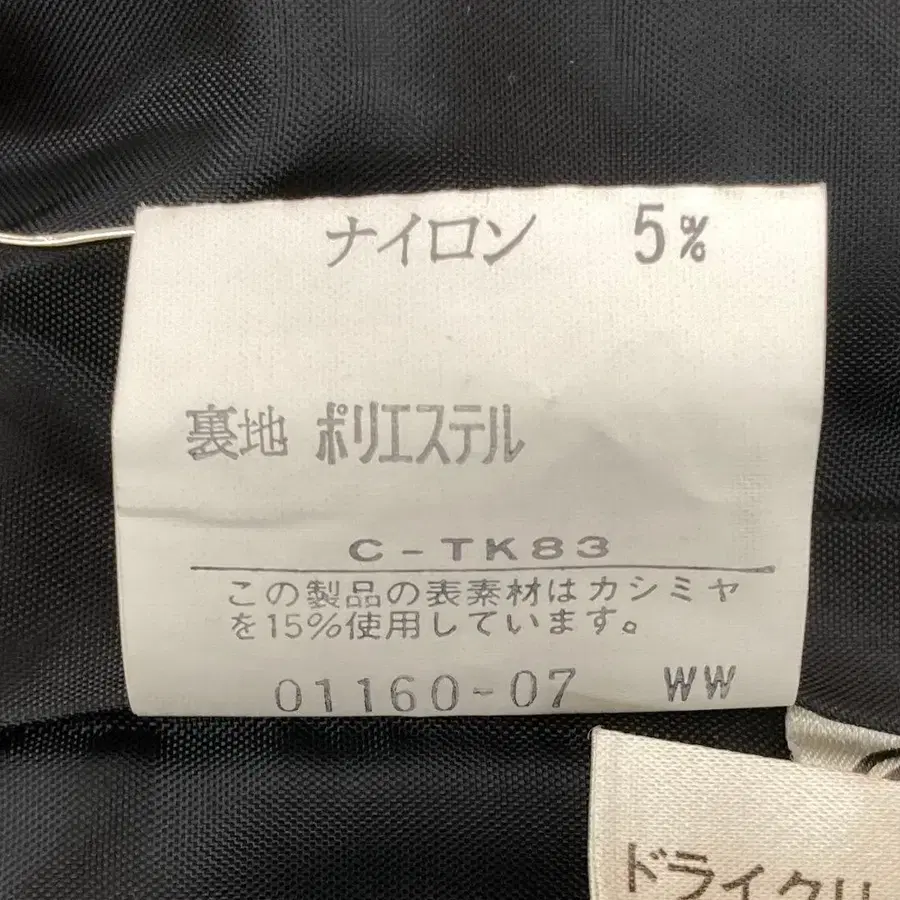 ナイロン 5%
裏地 ポリエステル
C-TK83
この製品の表素材はカシミヤ
を15%使用しています。
01160-07 WW
ドライクリ